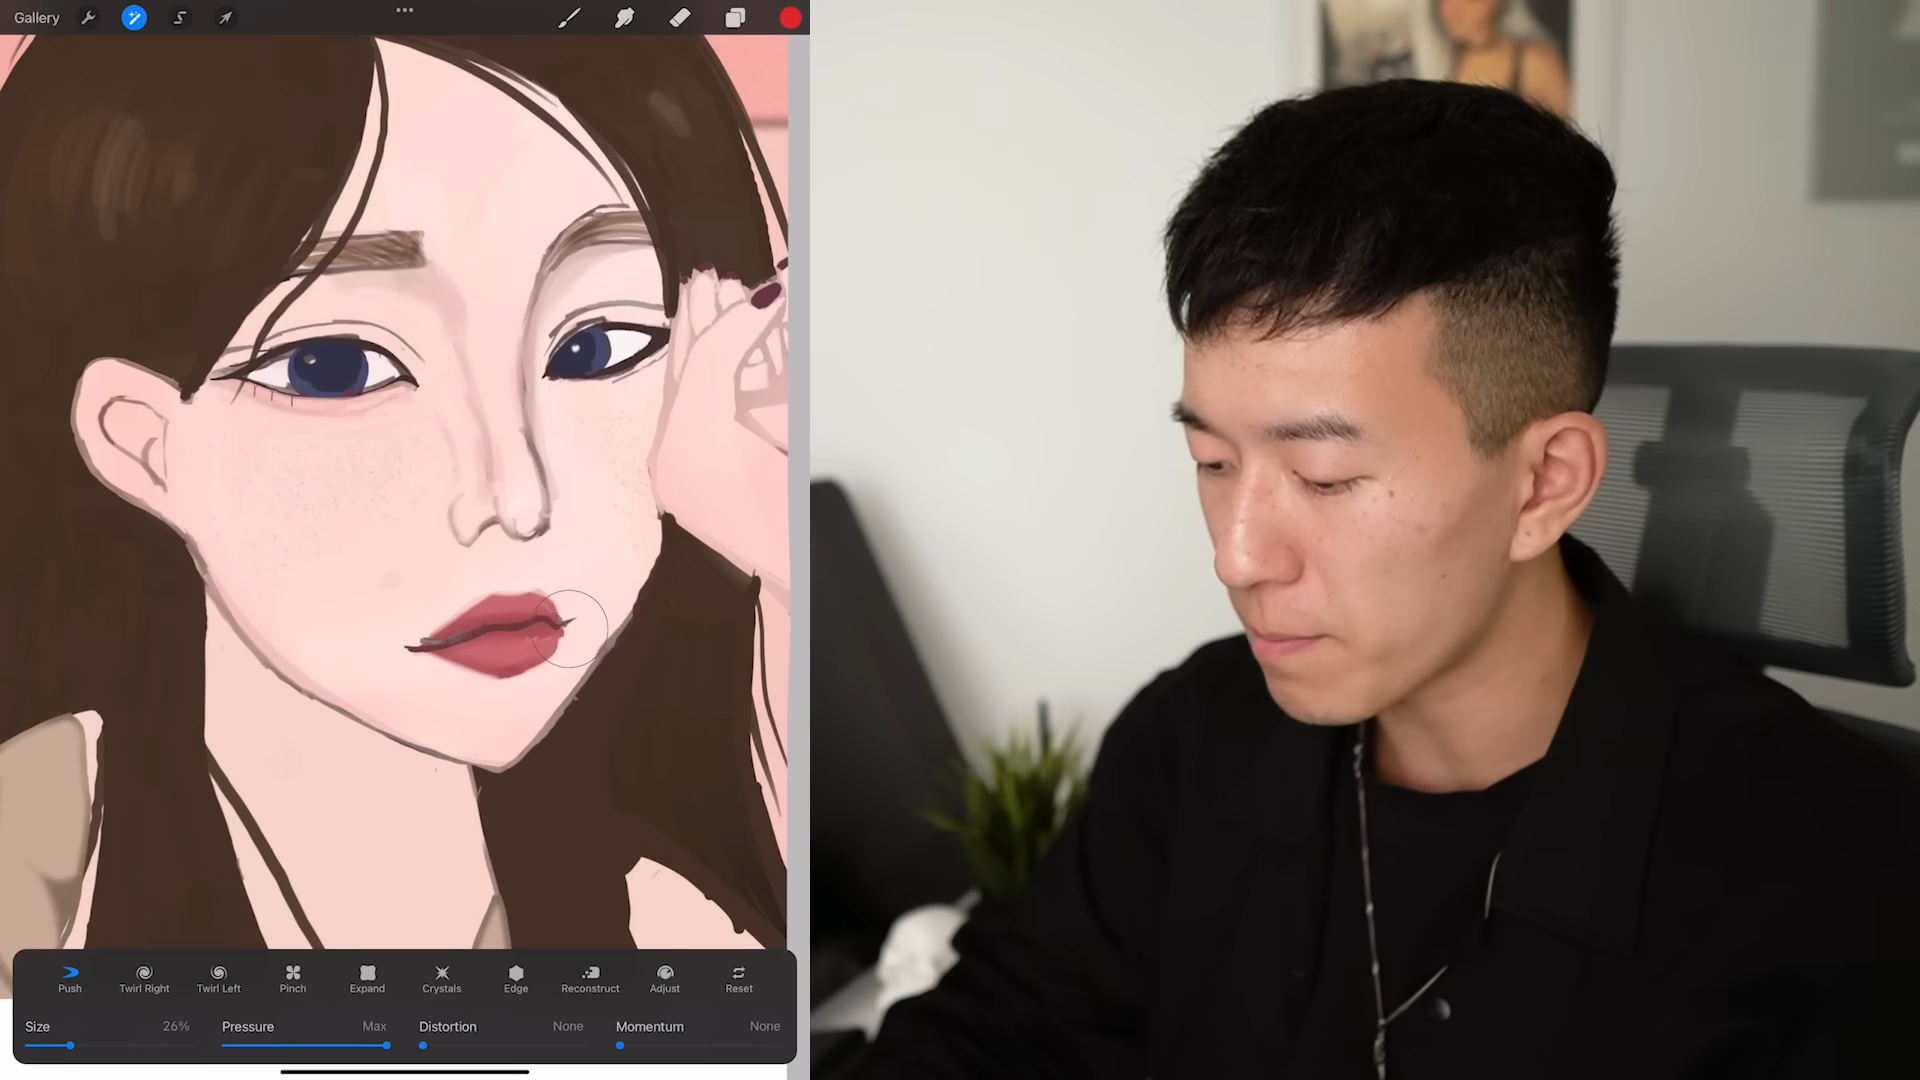 Gallery
Push Twirl Right Twirl Left Pinch Expand Crystals Edge Reconstruct Adjust Reset
Size 26% Pressure Max Distortion None Momentum None